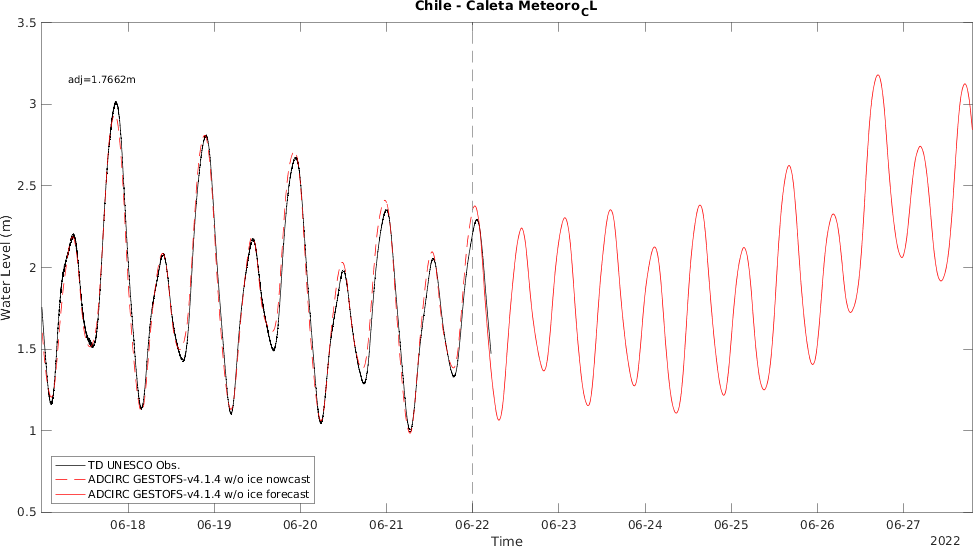 Chile - Caleta Meteoro_CL
adj=1.7662m
3.5
3
2.5
2
1.5
1
0.5
Water Level (m)
TD UNESCO Obs.
ADCIRC GESTOFS-v4.1.4 w/o ice nowcast
ADCIRC GESTOFS-v4.1.4 w/o ice forecast
06-18 06-19 06-20 06-21 06-22 06-23 06-24 06-25 06-26 06-27
Time
2022